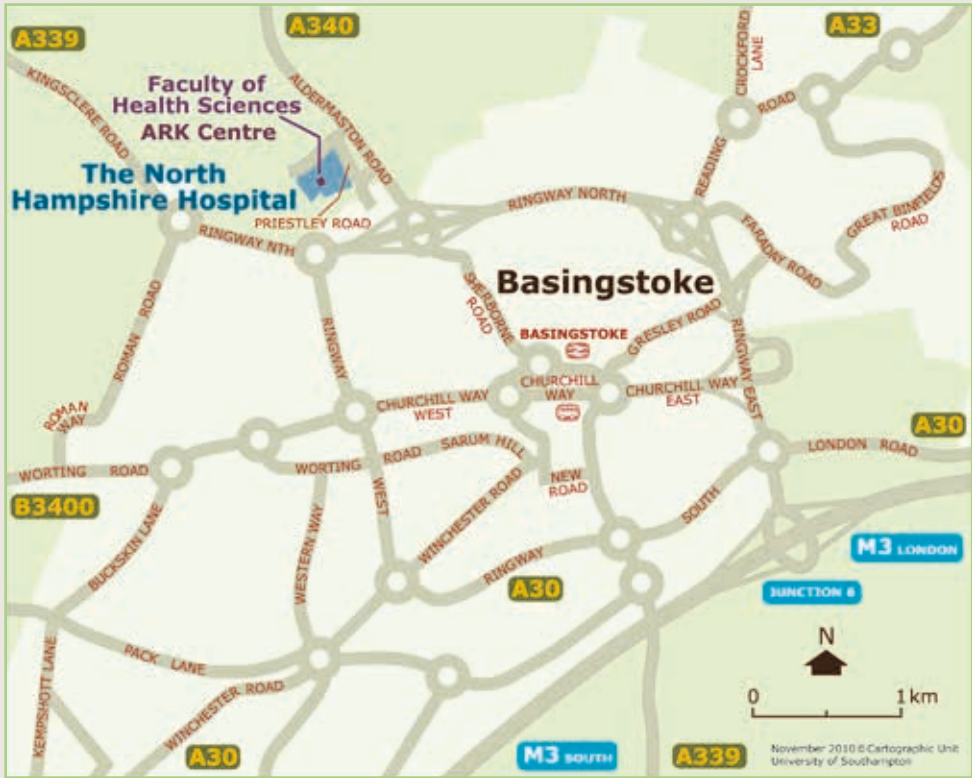 A339
A340
A33
KINGSCLERE ROAD
ALDERMASTON ROAD
CROCKFORD
LANE
READING
ROAD
Faculty of
Health Sciences
ARK Centre
The North
Hampshire Hospital
PRIESTLEY ROAD
RINGWAY NTH
RINGWAY NORTH
FARADAY ROAD
GREAT BINFIELDS
ROAD
Basingstoke
SHERBORNE
ROAD
BASINGSTOKE
GRESLEY ROAD
RINGWAY EAST
ROMAN ROAD
RINGWAY
CHURCHILL WAY
WEST
CHURCHILL
WAY
CHURCHILL WAY
EAST
ROMAN
WAY
WORTING ROAD
WORTING ROAD
SARUM HILL
A30
LONDON ROAD
B3400
WEST
WINCHESTER ROAD
NEW
ROAD
SOUTH
BUCKSKIN LANE
WESTERN WAY
RINGWAY
A30
M3 LONDON
JUNCTION 6
KEMPSHOTT LANE
PACK LANE
WINCHESTER ROAD
N
0 1km
A30
M3 SOUTH
A339
November 2010 © Cartographic Unit
University of Southampton